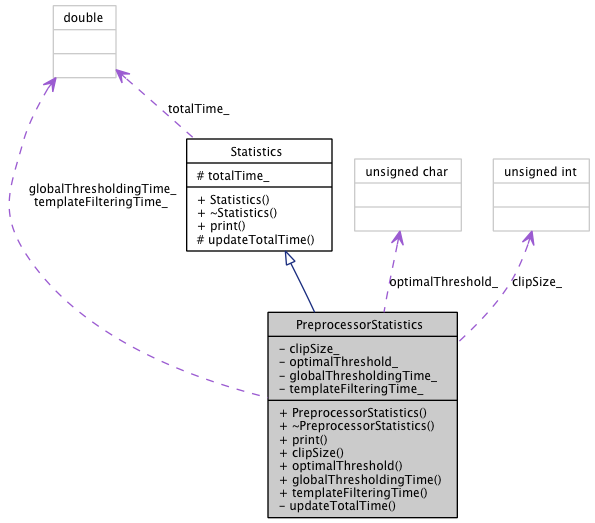 double
totalTime_
Statistics
# totalTime_
+ Statistics()
+ ~Statistics()
+ print()
# updateTotalTime()
unsigned char
unsigned int
globalThresholdingTime_
templateFilteringTime_
optimalThreshold_
clipSize_
PreprocessorStatistics
- clipSize_
- optimalThreshold_
- globalThresholdingTime_
- templateFilteringTime_
+ PreprocessorStatistics()
+ ~PreprocessorStatistics()
+ print()
+ clipSize()
+ optimalThreshold()
+ globalThresholdingTime()
+ templateFilteringTime()
- updateTotalTime()